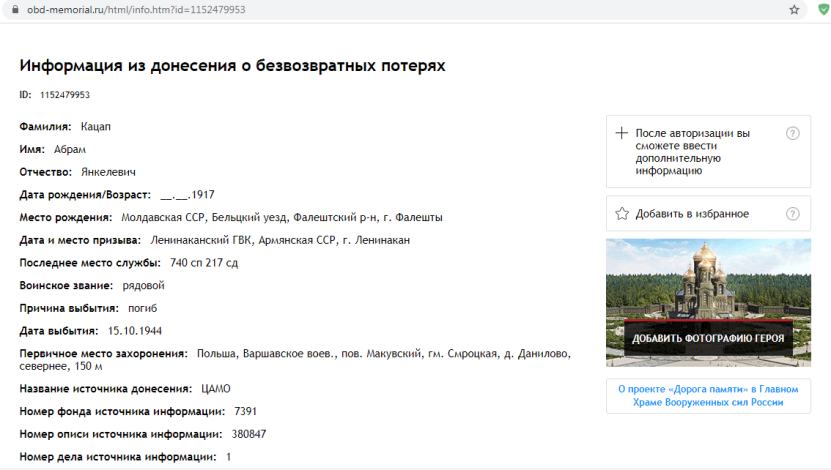 obd-memorial.ru/html/info.htm?id=1152479953
Информация из донесения о безвозвратных потерях
ID: 1152479953
Фамилия: Кацап
Имя: Абрам
Отчество: Янкелевич
Дата рождения/Возраст: __.__.1917
Место рождения: Молдавская ССР, Бельцкий уезд, Фалештский р-н, г. Фалешты
Дата и место призыва: Ленинаканский ГВК, Армянская ССР, г. Ленинакан
Последнее место службы: 740 сп 217 сд
Воинское звание: рядовой
Причина выбытия: погиб
Дата выбытия: 15.10.1944
Первичное место захоронения: Польша, Варшавское воев., пов. Макувский, гм. Смроцкая, д. Данилово,
севернее, 150 м
Название источника донесения: ЦАМО
Номер фонда источника информации: 7391
Номер описи источника информации: 380847
Номер дела источника информации: 1
После авторизации вы
сможете ввести
дополнительную
информацию
?
Добавить в избранное
?
ДОБАВИТЬ ФОТОГРАФИЮ ГЕРОЯ
О проекте «Дорога памяти» в Главном
Храме Вооруженных сил России